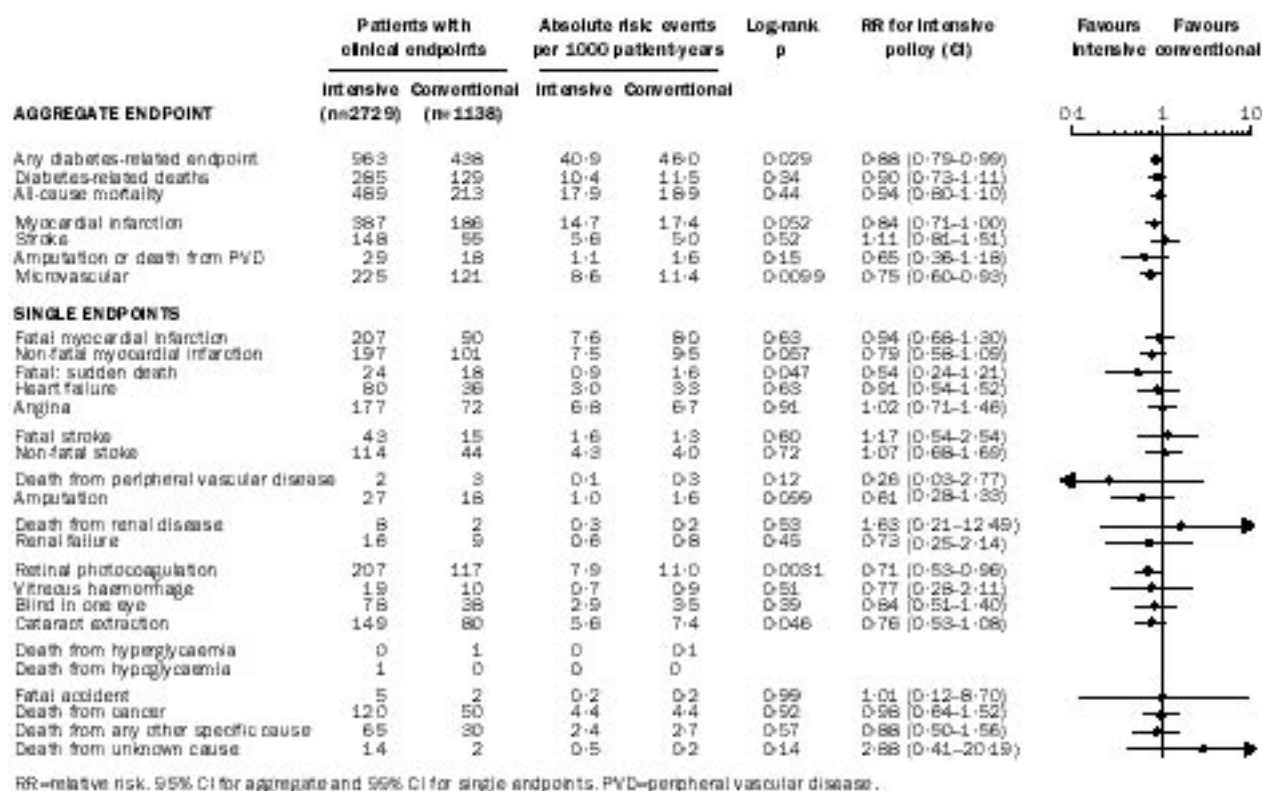 Patients with Absolute risk: events Log-rank RR for intensive Favours Favours
clinical endpoints per 1000 patient-years p policy (CI) intensive conventional
Intensive Conventional Intensive Conventional
AGGREGATE ENDPOINT (n=2729) (n=1138) 0·1 1 10
Any diabetes-related endpoint 963 438 40·9 46·0 0·029 0·88 (0·79–0·99)
Diabetes-related deaths 285 129 10·4 11·5 0·34 0·90 (0·73–1·11)
All-cause mortality 489 213 17·9 18·9 0·44 0·94 (0·80–1·10)
Myocardial infarction 387 186 14·7 17·4 0·052 0·84 (0·71–1·00)
Stroke 148 55 5·6 5·0 0·52 1·11 (0·81–1·51)
Amputation or death from PVD 29 18 1·1 1·6 0·15 0·65 (0·36–1·18)
Microvascular 225 121 8·6 11·4 0·0099 0·75 (0·60–0·93)
SINGLE ENDPOINTS
Fatal myocardial infarction 207 90 7·6 8·0 0·63 0·94 (0·68–1·30)
Non-fatal myocardial infarction 197 101 7·5 9·5 0·057 0·79 (0·58–1·09)
Fatal: sudden death 24 18 0·9 1·6 0·047 0·54 (0·24–1·21)
Heart failure 80 36 3·0 3·3 0·63 0·91 (0·54–1·52)
Angina 177 72 6·8 6·7 0·91 1·02 (0·71–1·46)
Fatal stroke 43 15 1·6 1·3 0·60 1·17 (0·54–2·54)
Non-fatal stoke 114 44 4·3 4·0 0·72 1·07 (0·68–1·69)
Death from peripheral vascular disease 2 3 0·1 0·3 0·12 0·26 (0·03–2·77)
Amputation 27 18 1·0 1·6 0·099 0·61 (0·28–1·33)
Death from renal disease 8 2 0·3 0·2 0·53 1·63 (0·21–12·49)
Renal failure 16 9 0·6 0·8 0·45 0·73 (0·25–2·14)
Retinal photocoagulation 207 117 7·9 11·0 0·0031 0·71 (0·53–0·96)
Vitreous haemorrhage 19 10 0·7 0·9 0·51 0·77 (0·28–2·11)
Blind in one eye 78 38 2·9 3·5 0·39 0·84 (0·51–1·40)
Cataract extraction 149 80 5·6 7·4 0·046 0·76 (0·53–1·08)
Death from hyperglycaemia 0 1 0 0·1
Death from hypoglycaemia 1 0 0 0
Fatal accident 5 2 0·2 0·2 0·99 1·01 (0·12–8·70)
Death from cancer 120 50 4·4 4·4 0·92 0·98 (0·64–1·52)
Death from any other specific cause 65 30 2·4 2·7 0·57 0·88 (0·50–1·56)
Death from unknown cause 14 2 0·5 0·2 0·14 2·88 (0·41–20·19)
RR=relative risk. 95% CI for aggregate and 99% CI for single endpoints. PVD=peripheral vascular disease.